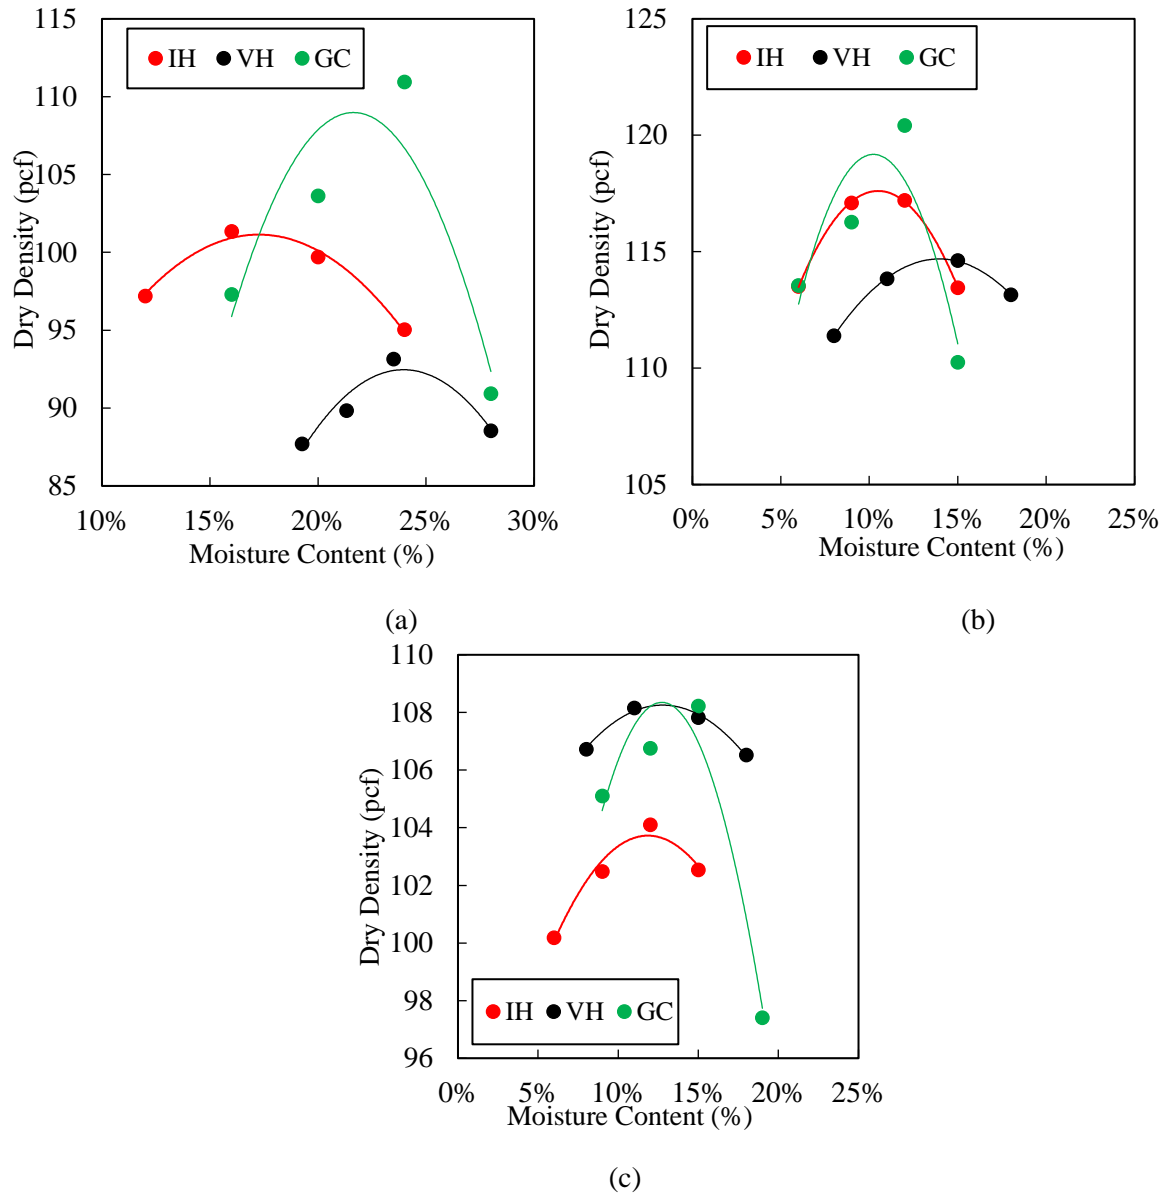 115
110
105
100
95
90
85
Dry Density (pcf)
IH VH GC
10% 15% 20% 25% 30%
Moisture Content (%)
(a)
125
120
115
110
105
Dry Density (pcf)
IH VH GC
0% 5% 10% 15% 20% 25%
Moisture Content (%)
(b)
110
108
106
104
102
100
98
96
Dry Density (pcf)
IH VH GC
0% 5% 10% 15% 20% 25%
Moisture Content (%)
(c)